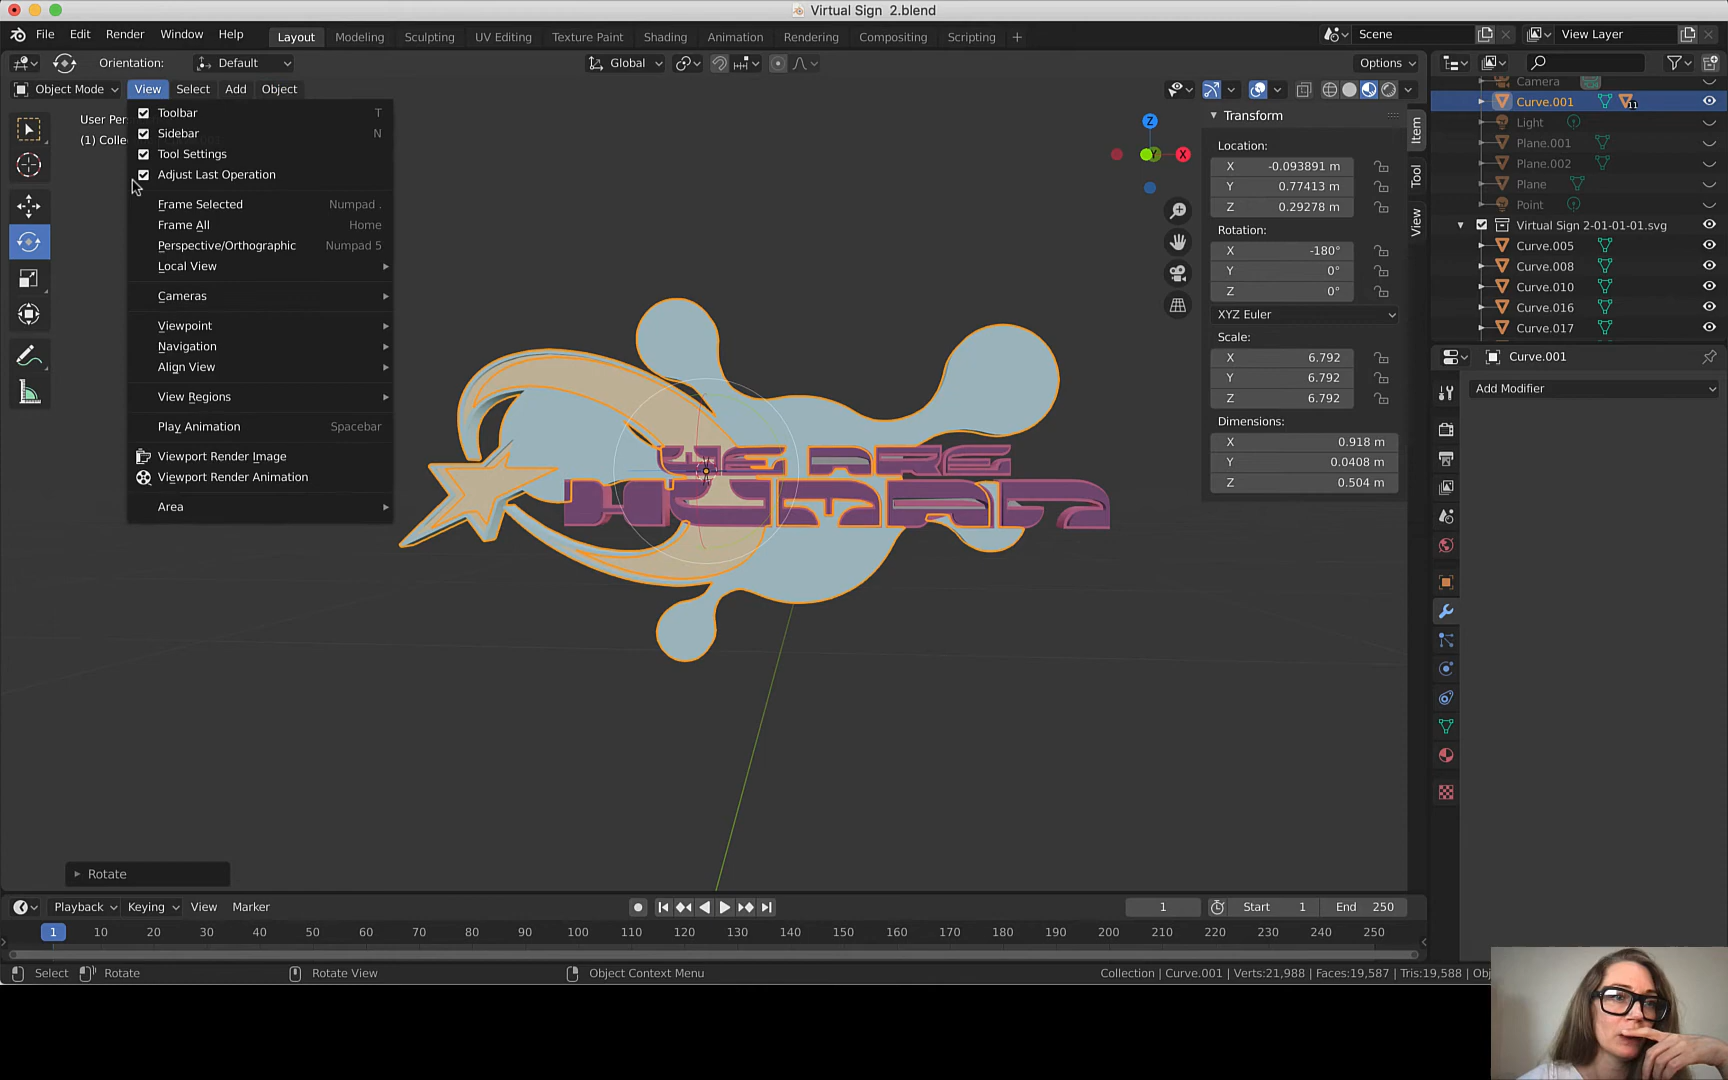 Virtual Sign 2.blend
File Edit Render Window Help Layout Modeling Sculpting UV Editing Texture Paint Shading Animation Rendering Compositing Scripting + Scene View Layer
Orientation: Default Global Options
Object Mode View Select Add Object
User Per
(1) Colle
Toolbar T
Sidebar N
Tool Settings
Adjust Last Operation
Frame Selected Numpad .
Frame All Home
Perspective/Orthographic Numpad 5
Local View
Cameras
Viewpoint
Navigation
Align View
View Regions
Play Animation Spacebar
Viewport Render Image
Viewport Render Animation
Area
Z
Y
X
WE ARE
Transform
Location:
X -0.093891 m
Y 0.77413 m
Z 0.29278 m
Rotation:
X -180°
Y 0°
Z 0°
XYZ Euler
Scale:
X 6.792
Y 6.792
Z 6.792
Dimensions:
X 0.918 m
Y 0.0408 m
Z 0.504 m
Item
Tool
View
Camera
Curve.001 11
Light
Plane.001
Plane.002
Plane
Point
Virtual Sign 2-01-01-01.svg
Curve.005
Curve.008
Curve.010
Curve.016
Curve.017
Curve.001
Add Modifier
Rotate
Playback Keying View Marker 1 Start 1 End 250
1 10 20 30 40 50 60 70 80 90 100 110 120 130 140 150 160 170 180 190 200 210 220 230 240 250
Select Rotate Rotate View Object Context Menu Collection | Curve.001 | Verts:21,988 | Faces:19,587 | Tris:19,588 | Obj